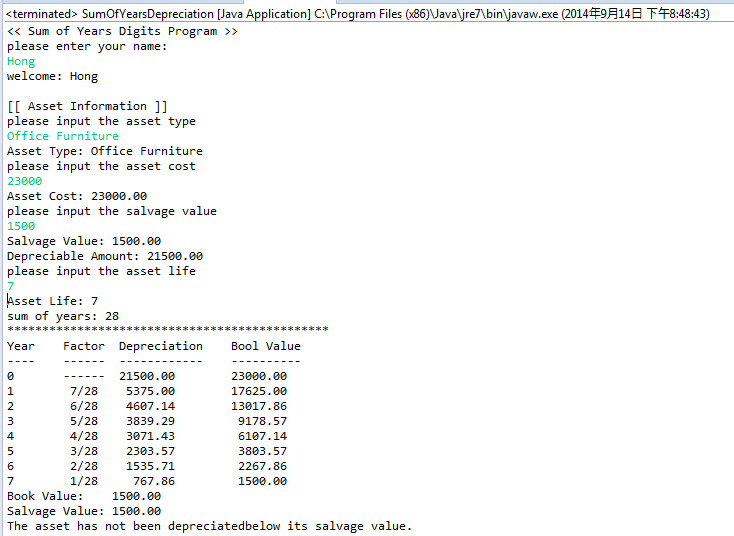 <terminated> SumOfYearsDepreciation [Java Application] C:\Program Files (x86)\Java\jre7\bin\javaw.exe (2014年9月14日 下午8:48:43)
<< Sum of Years Digits Program >>
please enter your name:
Hong
welcome: Hong
[[ Asset Information ]]
please input the asset type
Office Furniture
Asset Type: Office Furniture
please input the asset cost
23000
Asset Cost: 23000.00
please input the salvage value
1500
Salvage Value: 1500.00
Depreciable Amount: 21500.00
please input the asset life
7
Asset Life: 7
sum of years: 28
**********************************************
Year    Factor  Depreciation    Bool Value
----    ------  ------------    ----------
0       ------  21500.00        23000.00
1         7/28    5375.00       17625.00
2         6/28    4607.14       13017.86
3         5/28    3839.29        9178.57
4         4/28    3071.43        6107.14
5         3/28    2303.57        3803.57
6         2/28    1535.71        2267.86
7         1/28     767.86        1500.00
Book Value:    1500.00
Salvage Value: 1500.00
The asset has not been depreciatedbelow its salvage value.